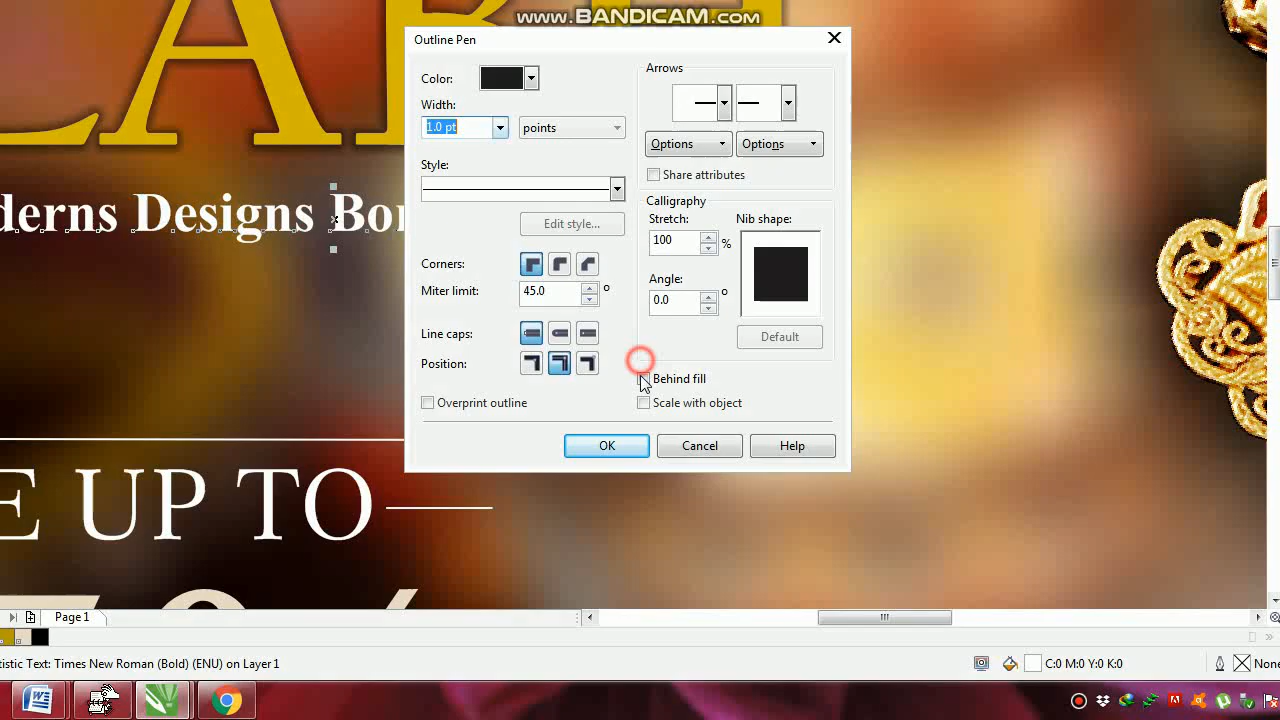 www.BANDICAM.com
Outline Pen
Color:
Width:
1.0 pt
points
Style:
Edit style...
Corners:
Miter limit:
45.0
°
Line caps:
Position:
Overprint outline
Arrows
Options
Options
Share attributes
Calligraphy
Stretch:
100
%
Angle:
0.0
°
Nib shape:
Default
Behind fill
Scale with object
OK
Cancel
Help
derns Designs Bor
E UP TO
Page 1
tistic Text: Times New Roman (Bold) (ENU) on Layer 1
C:0 M:0 Y:0 K:0
None